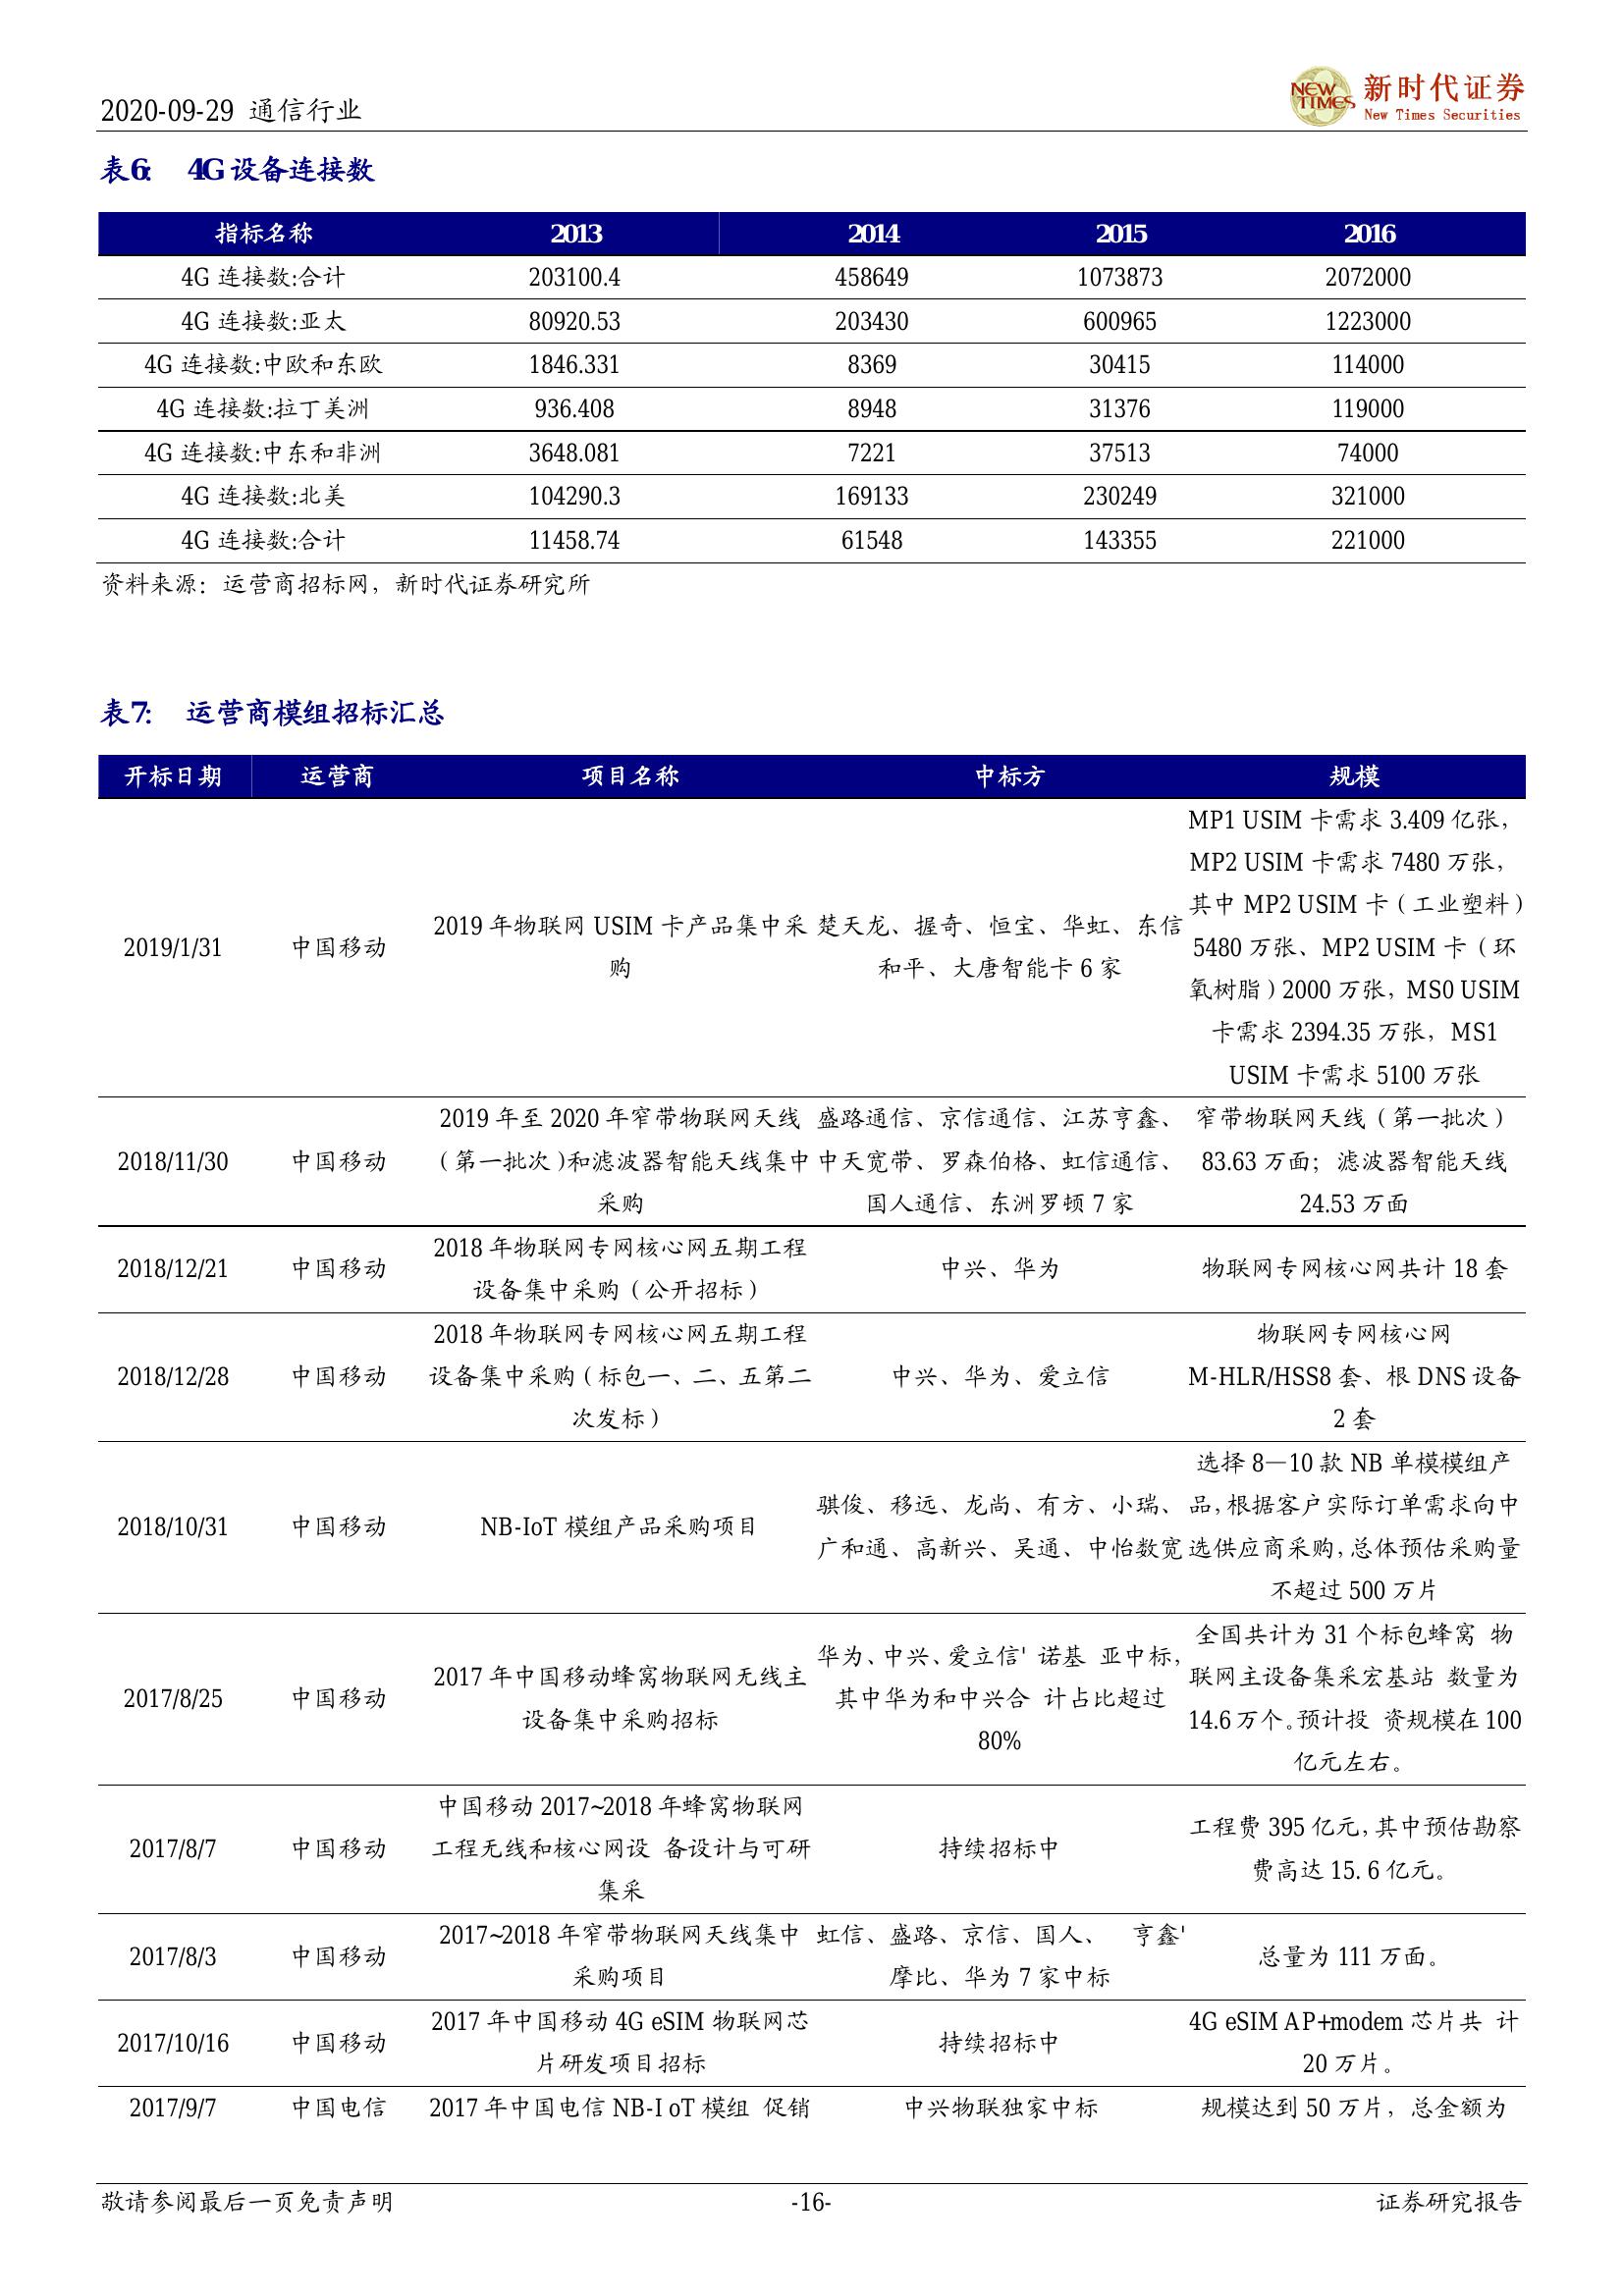 2020-09-29 通信行业
NEW TIMES 新时代证券
New Times Securities
表6: 4G 设备连接数
指标名称 2013 2014 2015 2016
4G 连接数:合计 203100.4 458649 1073873 2072000
4G 连接数:亚太 80920.53 203430 600965 1223000
4G 连接数:中欧和东欧 1846.331 8369 30415 114000
4G 连接数:拉丁美洲 936.408 8948 31376 119000
4G 连接数:中东和非洲 3648.081 7221 37513 74000
4G 连接数:北美 104290.3 169133 230249 321000
4G 连接数:合计 11458.74 61548 143355 221000
资料来源：运营商招标网，新时代证券研究所
表7: 运营商模组招标汇总
开标日期 运营商 项目名称 中标方 规模
2019/1/31 中国移动
2019 年物联网 USIM 卡产品集中采
购
楚天龙、握奇、恒宝、华虹、东信
和平、大唐智能卡 6 家
MP1 USIM 卡需求 3.409 亿张，
MP2 USIM 卡需求 7480 万张，
其中 MP2 USIM 卡（工业塑料）
5480 万张、MP2 USIM 卡（环
氧树脂）2000 万张，MS0 USIM
卡需求 2394.35 万张，MS1
USIM 卡需求 5100 万张
2018/11/30 中国移动
2019 年至 2020 年窄带物联网天线
（第一批次）和滤波器智能天线集中
采购
盛路通信、京信通信、江苏亨鑫、
中天宽带、罗森伯格、虹信通信、
国人通信、东洲罗顿 7 家
窄带物联网天线（第一批次）
83.63 万面；滤波器智能天线
24.53 万面
2018/12/21 中国移动
2018 年物联网专网核心网五期工程
设备集中采购（公开招标）
中兴、华为
物联网专网核心网共计 18 套
2018/12/28 中国移动
2018 年物联网专网核心网五期工程
设备集中采购（标包一、二、五第二
次发标）
中兴、华为、爱立信
物联网专网核心网
M-HLR/HSS8 套、根 DNS 设备
2 套
2018/10/31 中国移动
NB-IoT 模组产品采购项目
骐俊、移远、龙尚、有方、小瑞、
广和通、高新兴、吴通、中怡数宽
选择 8—10 款 NB 单模模组产
品，根据客户实际订单需求向中
选供应商采购，总体预估采购量
不超过 500 万片
2017/8/25 中国移动
2017 年中国移动蜂窝物联网无线主
设备集中采购招标
华为、中兴、爱立信' 诺基 亚中标，
其中华为和中兴合 计占比超过
80%
全国共计为 31 个标包蜂窝 物
联网主设备集采宏基站 数量为
14.6 万个。预计投 资规模在 100
亿元左右。
2017/8/7 中国移动
中国移动 2017~2018 年蜂窝物联网
工程无线和核心网设 备设计与可研
集采
持续招标中
工程费 395 亿元，其中预估勘察
费高达 15. 6 亿元。
2017/8/3 中国移动
2017~2018 年窄带物联网天线集中
采购项目
虹信、盛路、京信、国人、 亨鑫'
摩比、华为 7 家中标
总量为 111 万面。
2017/10/16 中国移动
2017 年中国移动 4G eSIM 物联网芯
片研发项目招标
持续招标中
4G eSIM AP+modem 芯片共 计
20 万片。
2017/9/7 中国电信 2017 年中国电信 NB-I oT 模组 促销 中兴物联独家中标 规模达到 50 万片，总金额为
敬请参阅最后一页免责声明 -16- 证券研究报告